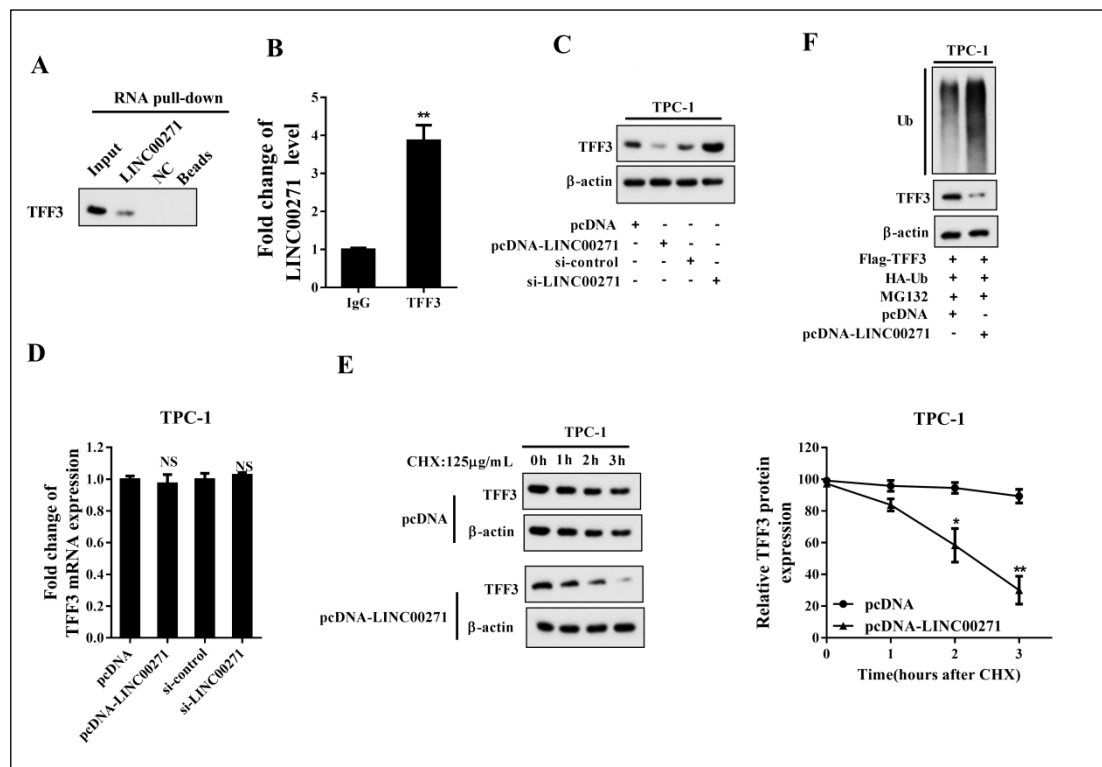 A
RNA pull-down
Input
LINC00271
NC
Beads
TFF3
B
Fold change of
LINC00271 level
5
4
3
2
1
0
**
IgG
TFF3
C
TPC-1
TFF3
β-actin
pcDNA + - - -
pcDNA-LINC00271 - + - -
si-control - - + -
si-LINC00271 - - - +
F
TPC-1
Ub
TFF3
β-actin
Flag-TFF3 + +
HA-Ub + +
MG132 + +
pcDNA + -
pcDNA-LINC00271 - +
D
TPC-1
Fold change of
TFF3 mRNA expression
1.2
1.0
0.8
0.6
0.4
0.2
0.0
NS
NS
pcDNA
pcDNA-LINC00271
si-control
si-LINC00271
E
TPC-1
CHX:125μg/mL 0h 1h 2h 3h
pcDNA
TFF3
β-actin
pcDNA-LINC00271
TFF3
β-actin
TPC-1
Relative TFF3 protein
expression
120
100
80
60
40
20
0
*
**
pcDNA
pcDNA-LINC00271
0 1 2 3
Time(hours after CHX)